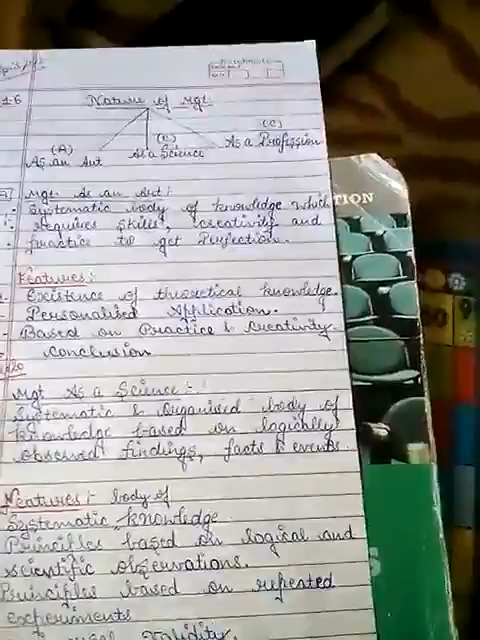 16
Nature of mgt.
(A) (B) (C)
As an Art As a Science As a Profession
Mgt As an Art:
Systematic body of knowledge which
requires skills, creativity and
practice to get Perfection.
Features:
Existence of theoretical knowledge.
Personalised Application.
Based on Practice & Creativity.
Conclusion
Mgt As a Science:-
Systematic & organised body of
knowledge based on logically
observed findings, facts & events.
Features: body of
Systematic knowledge
Principles based on logical and
scientific observations.
Principles based on repeated
experiments
Validity.
TION